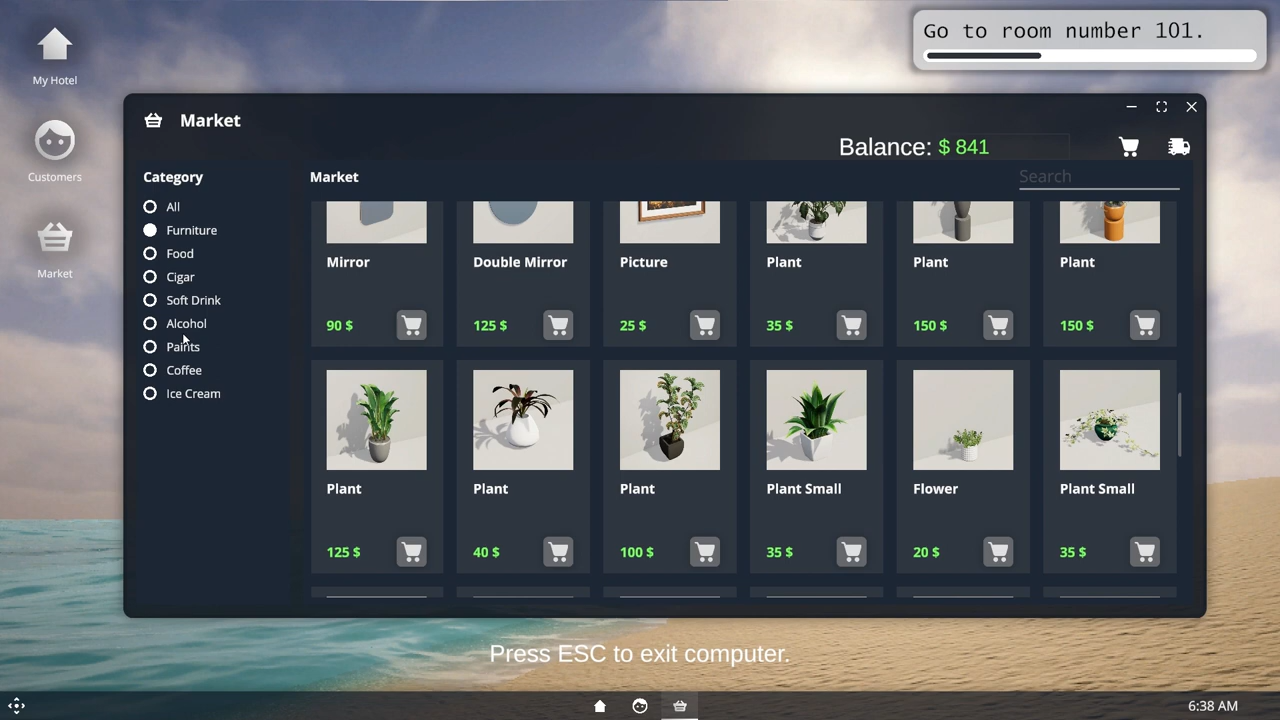 Go to room number 101.
My Hotel
Customers
Market
Market
Balance: $ 841
Category
All
Furniture
Food
Cigar
Soft Drink
Alcohol
Paints
Coffee
Ice Cream
Market
Search
Mirror
90 $
Double Mirror
125 $
Picture
25 $
Plant
35 $
Plant
150 $
Plant
150 $
Plant
125 $
Plant
40 $
Plant
100 $
Plant Small
35 $
Flower
20 $
Plant Small
35 $
Press ESC to exit computer.
6:38 AM